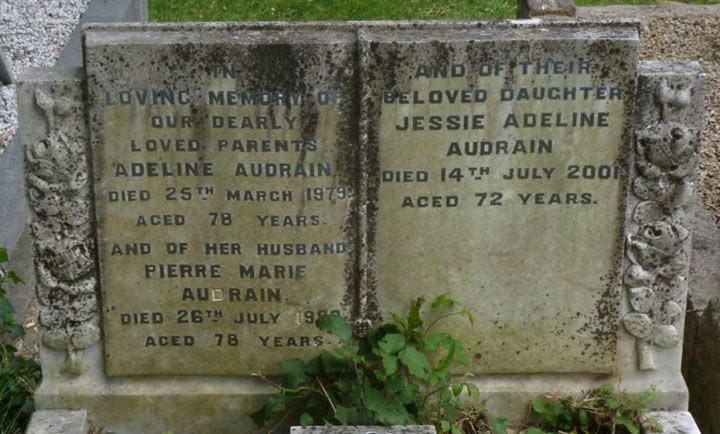 IN
LOVING MEMORY OF
OUR DEARLY
LOVED PARENTS
ADELINE AUDRAIN.
DIED 25TH MARCH 1979
AGED 78 YEARS.
AND OF HER HUSBAND
PIERRE MARIE
AUDRAIN.
DIED 26TH JULY
AGED 78 YEARS.
AND OF THEIR
BELOVED DAUGHTER
JESSIE ADELINE
AUDRAIN
DIED 14TH JULY 2001
AGED 72 YEARS.